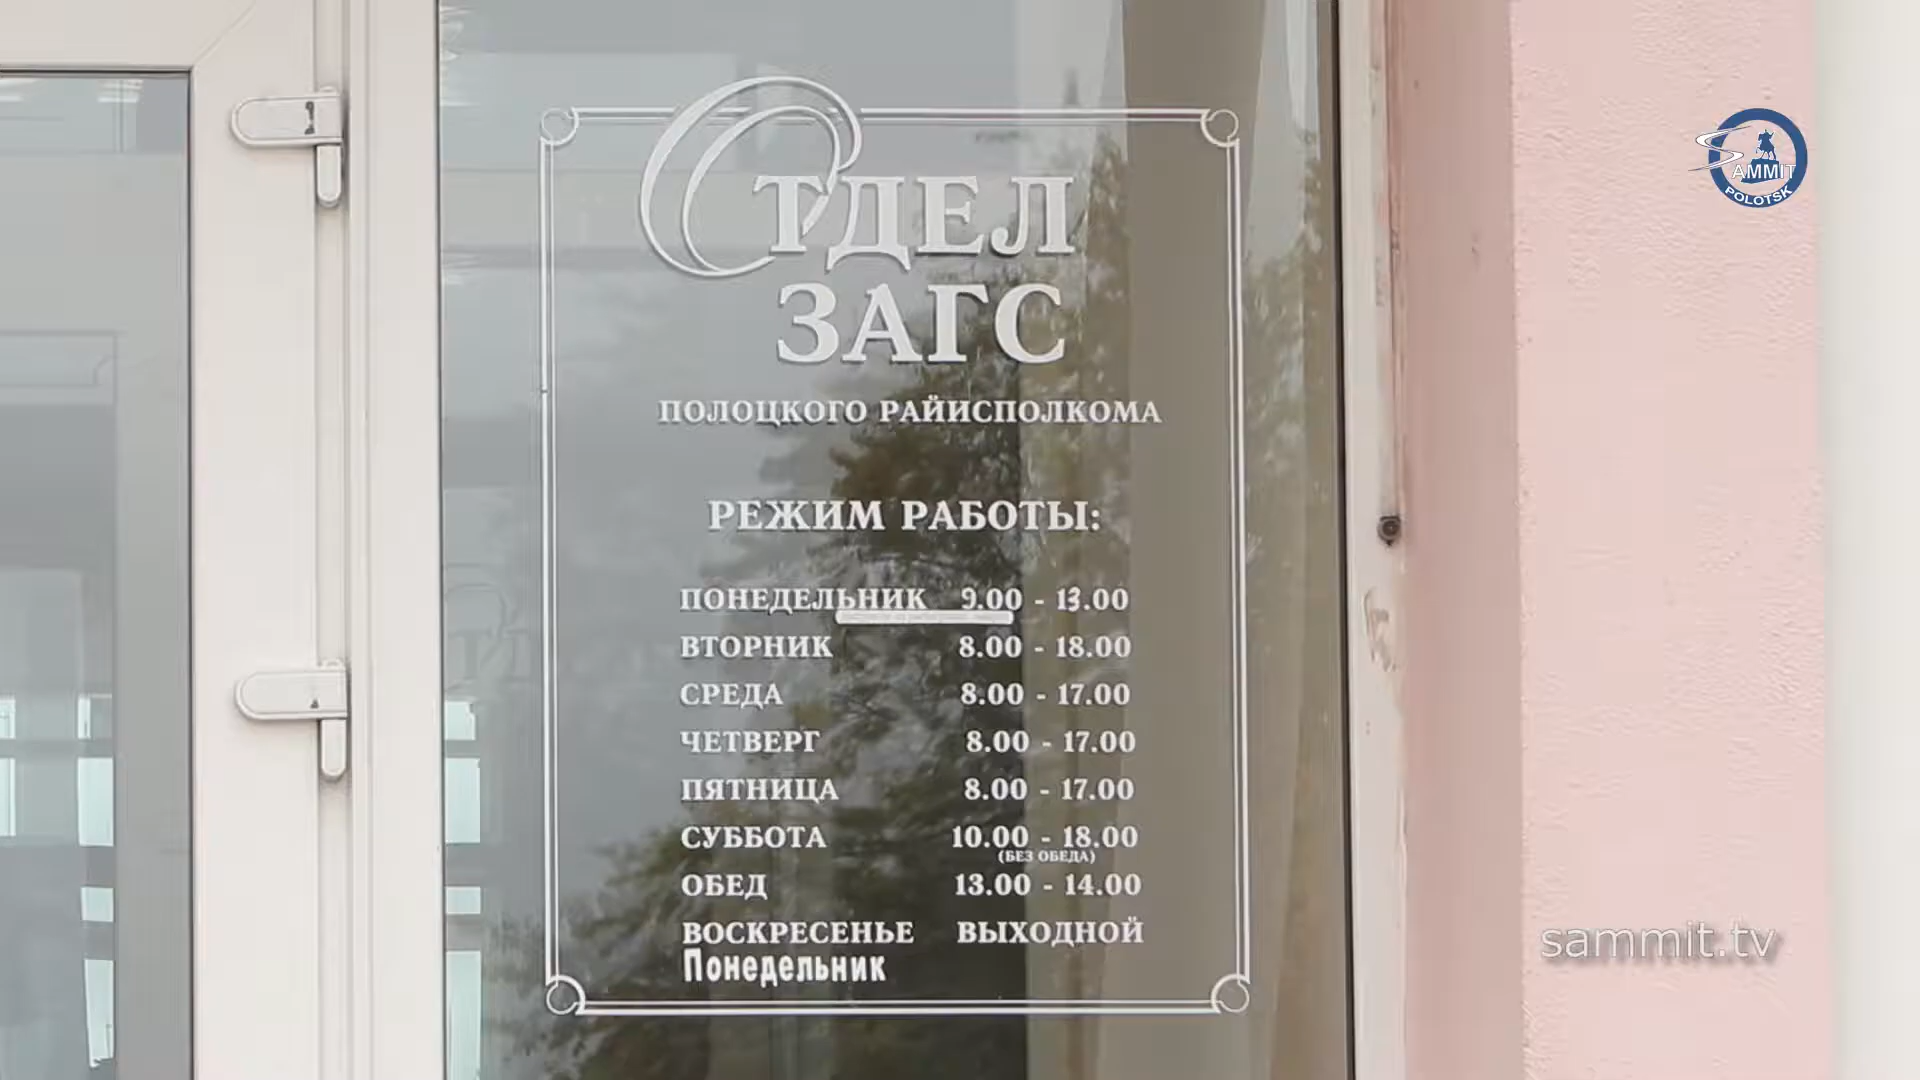 ОТДЕЛ
ЗАГС
ПОЛОЦКОГО РАЙИСПОЛКОМА
РЕЖИМ РАБОТЫ:
ПОНЕДЕЛЬНИК 9.00 - 13.00
ВТОРНИК 8.00 - 18.00
СРЕДА 8.00 - 17.00
ЧЕТВЕРГ 8.00 - 17.00
ПЯТНИЦА 8.00 - 17.00
СУББОТА 10.00 - 18.00
(БЕЗ ОБЕДА)
ОБЕД 13.00 - 14.00
ВОСКРЕСЕНЬЕ ВЫХОДНОЙ
Понедельник
SAMMIT
POLOTSK
sammit.tv